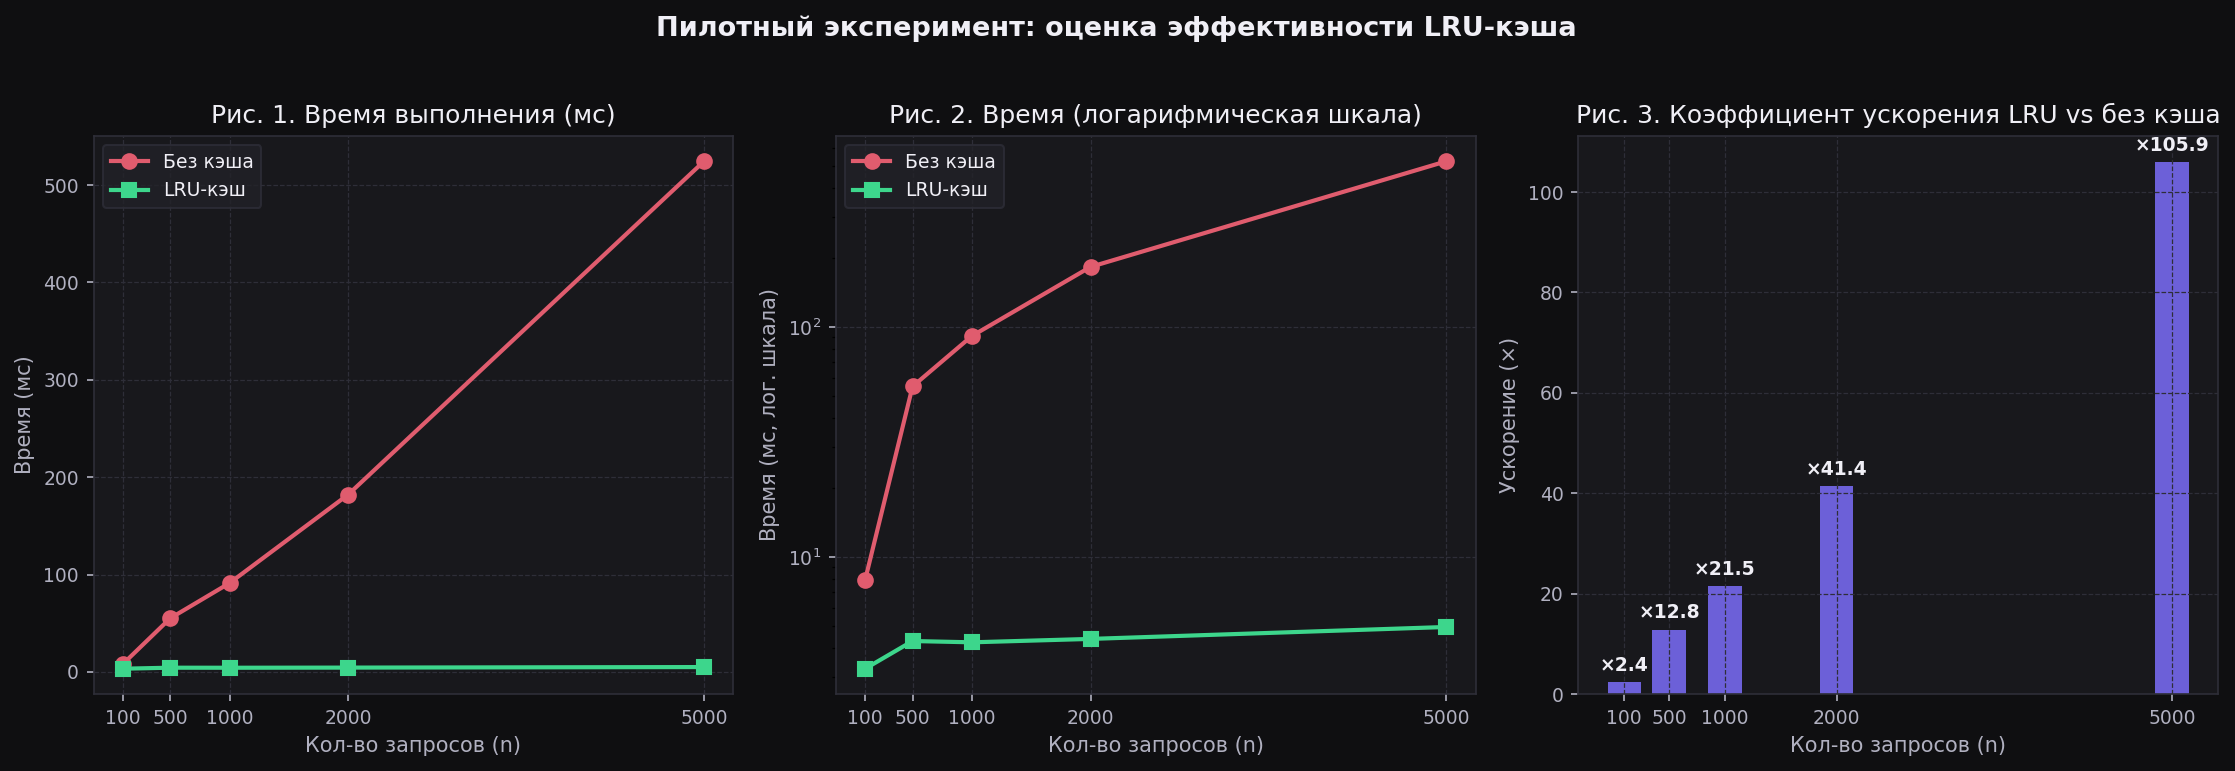 Пилотный эксперимент: оценка эффективности LRU-кэша
Рис. 1. Время выполнения (мс)
Без кэша
LRU-кэш
Время (мс)
500
400
300
200
100
0
100 500 1000 2000 5000
Кол-во запросов (n)
Рис. 2. Время (логарифмическая шкала)
Без кэша
LRU-кэш
Время (мс, лог. шкала)
10²
10¹
100 500 1000 2000 5000
Кол-во запросов (n)
Рис. 3. Коэффициент ускорения LRU vs без кэша
Ускорение (×)
100
80
60
40
20
0
×2.4
×12.8
×21.5
×41.4
×105.9
100 500 1000 2000 5000
Кол-во запросов (n)